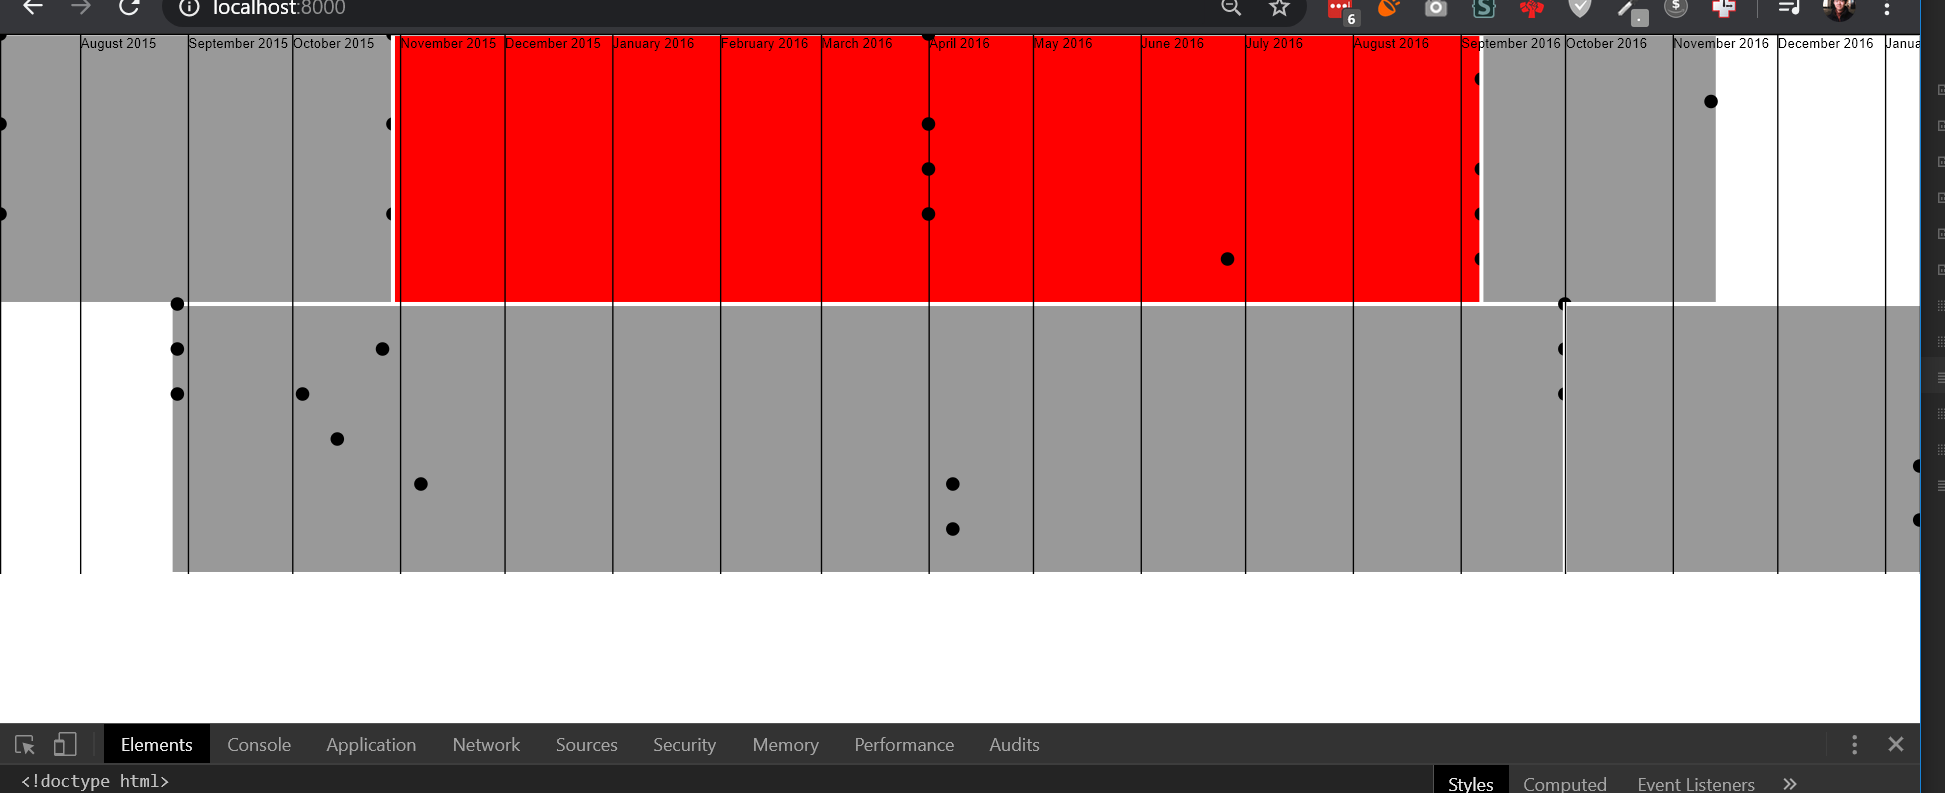 localhost:8000
6
August 2015 September 2015 October 2015 November 2015 December 2015 January 2016 February 2016 March 2016 April 2016 May 2016 June 2016 July 2016 August 2016 September 2016 October 2016 November 2016 December 2016 Janua
Elements Console Application Network Sources Security Memory Performance Audits
<!doctype html>
Styles Computed Event Listeners »